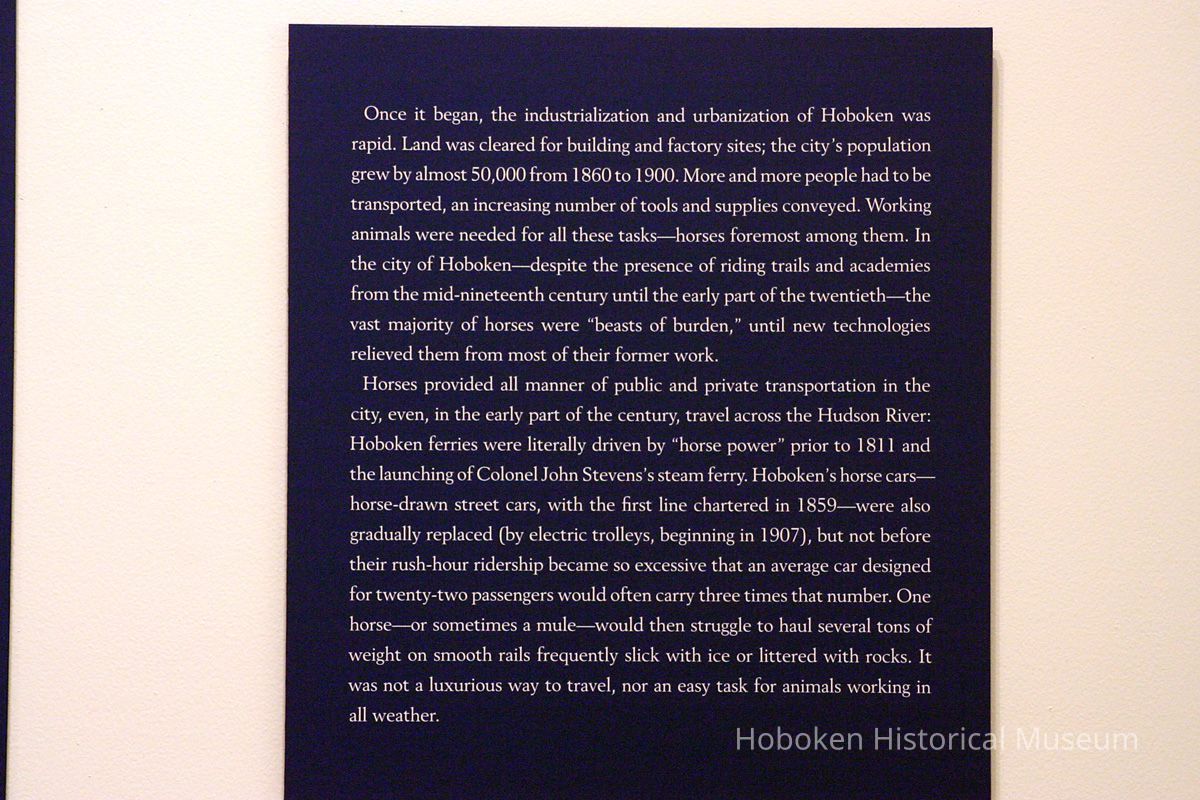 Once it began, the industrialization and urbanization of Hoboken was
rapid. Land was cleared for building and factory sites; the city's population
grew by almost 50,000 from 1860 to 1900. More and more people had to be
transported, an increasing number of tools and supplies conveyed. Working
animals were needed for all these tasks—horses foremost among them. In
the city of Hoboken—despite the presence of riding trails and academies
from the mid-nineteenth century until the early part of the twentieth—the
vast majority of horses were “beasts of burden,” until new technologies
relieved them from most of their former work.
Horses provided all manner of public and private transportation in the
city, even, in the early part of the century, travel across the Hudson River:
Hoboken ferries were literally driven by “horse power” prior to 1811 and
the launching of Colonel John Stevens's steam ferry. Hoboken's horse cars—
horse-drawn street cars, with the first line chartered in 1859—were also
gradually replaced (by electric trolleys, beginning in 1907), but not before
their rush-hour ridership became so excessive that an average car designed
for twenty-two passengers would often carry three times that number. One
horse—or sometimes a mule—would then struggle to haul several tons of
weight on smooth rails frequently slick with ice or littered with rocks. It
was not a luxurious way to travel, nor an easy task for animals working in
all weather.
Hoboken Historical Museum